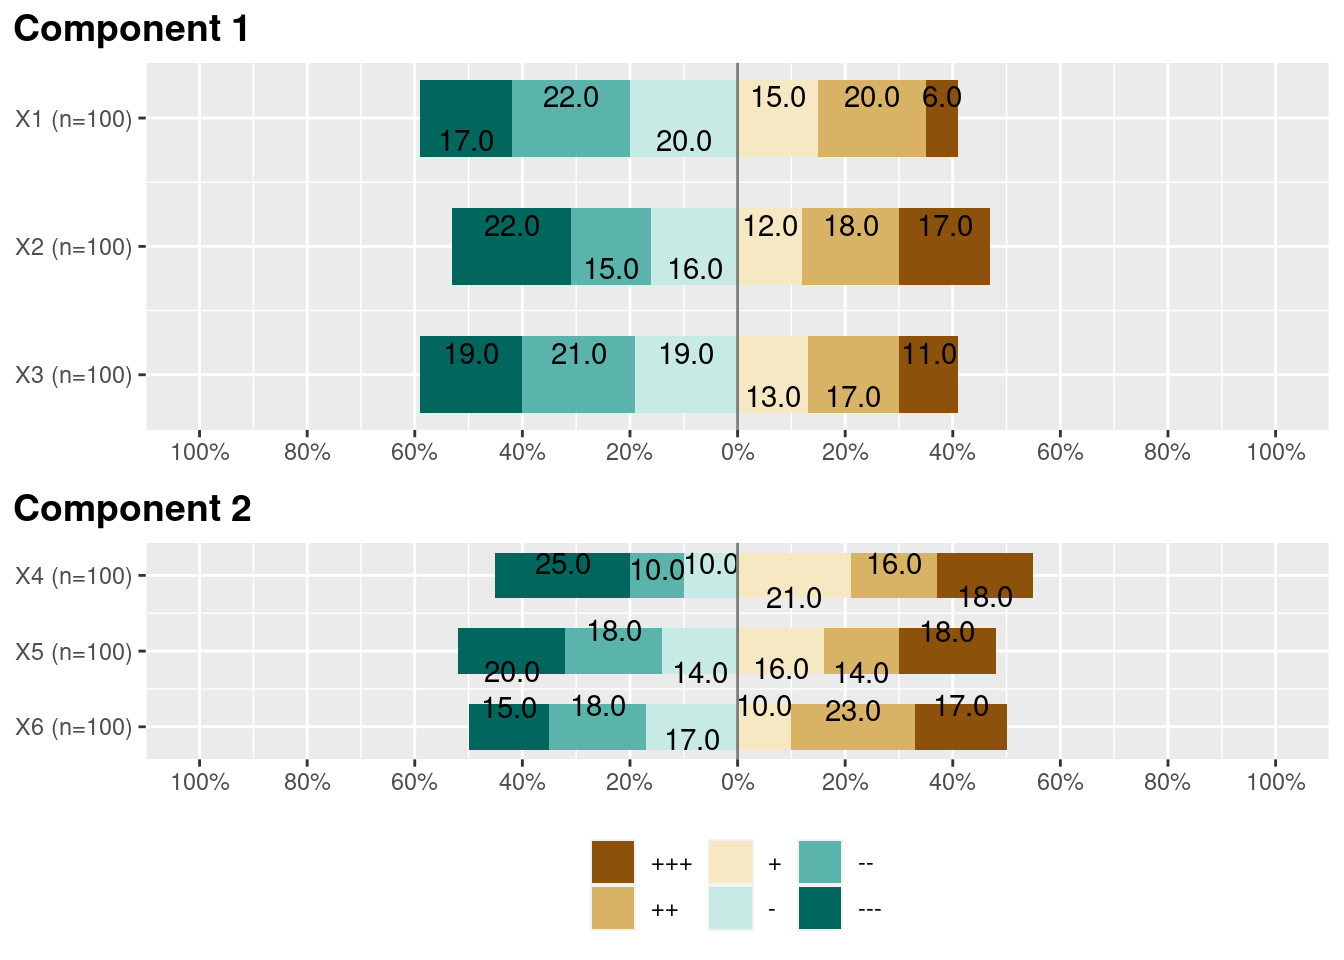 Component 1
X1 (n=100)
17.0 22.0 20.0 15.0 20.0 6.0
X2 (n=100)
22.0 15.0 16.0 12.0 18.0 17.0
X3 (n=100)
19.0 21.0 19.0 13.0 17.0 11.0
100% 80% 60% 40% 20% 0% 20% 40% 60% 80% 100%
Component 2
X4 (n=100)
25.0 10.0 10.0 21.0 16.0 18.0
X5 (n=100)
20.0 18.0 14.0 16.0 14.0 18.0
X6 (n=100)
15.0 18.0 17.0 10.0 23.0 17.0
100% 80% 60% 40% 20% 0% 20% 40% 60% 80% 100%
+++ + --
++ - ---